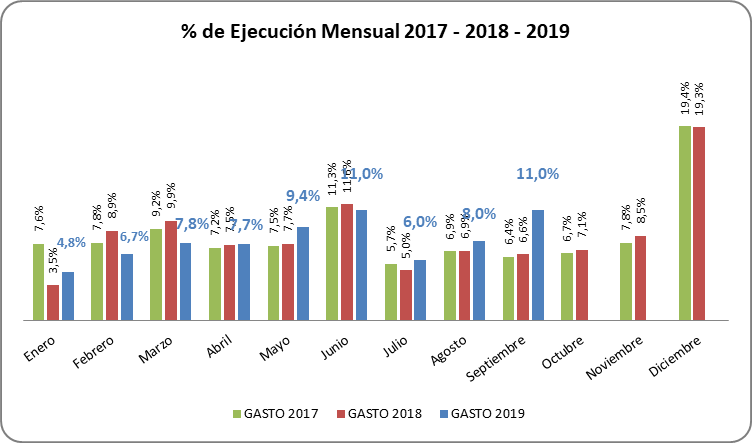 % de Ejecución Mensual 2017 - 2018 - 2019
7,6%
3,5%
4,8%
7,8%
8,9%
6,7%
9,2%
9,9%
7,8%
7,2%
7,5%
7,7%
7,5%
7,7%
9,4%
11,3%
11,6%
11,0%
5,7%
5,0%
6,0%
6,9%
6,9%
8,0%
6,4%
6,6%
11,0%
6,7%
7,1%
7,8%
8,5%
19,4%
19,3%
Enero
Febrero
Marzo
Abril
Mayo
Junio
Julio
Agosto
Septiembre
Octubre
Noviembre
Diciembre
GASTO 2017 GASTO 2018 GASTO 2019